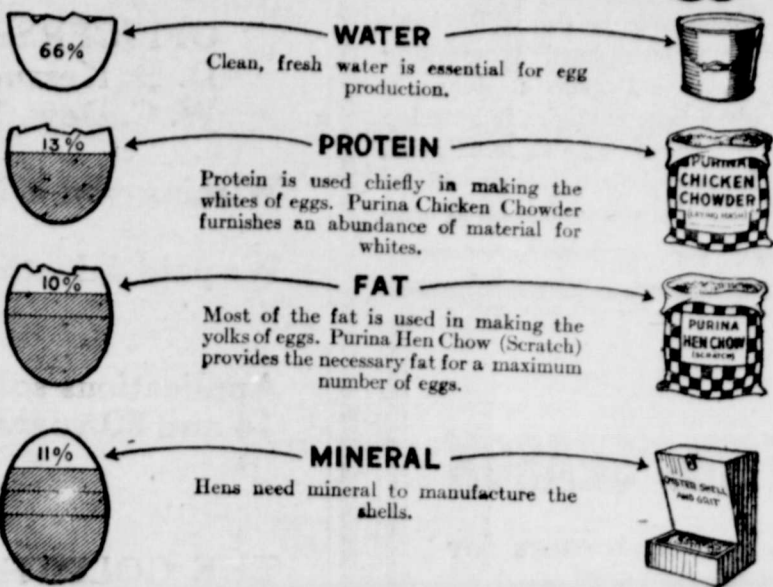 66%
WATER
Clean, fresh water is essential for egg
production.
13%
PROTEIN
Protein is used chiefly in making the
whites of eggs. Purina Chicken Chowder
furnishes an abundance of material for
whites.
PURINA
CHICKEN
CHOWDER
(LAYING MASH)
10%
FAT
Most of the fat is used in making the
yolks of eggs. Purina Hen Chow (Scratch)
provides the necessary fat for a maximum
number of eggs.
PURINA
HEN CHOW
(SCRATCH)
11%
MINERAL
Hens need mineral to manufacture the
shells.
OYSTER SHELL
AND GRIT